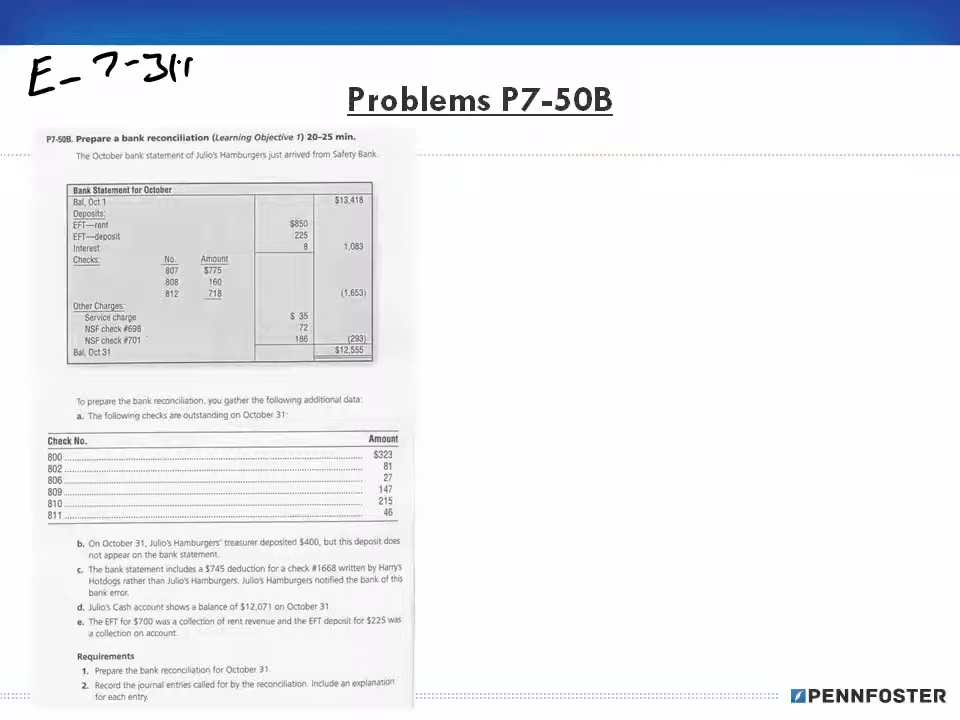 E-7-31
Problems P7-50B
P7-50B. Prepare a bank reconciliation (Learning Objective 1) 20–25 min.
The October bank statement of Julio's Hamburgers just arrived from Safety Bank.
Bank Statement for October
Bal, Oct 1 $13,418
Deposits:
EFT—rent $850
EFT—deposit 225
Interest 8 1,083
Checks: No. Amount
807 $775
808 160
812 718 (1,653)
Other Charges:
Service charge $ 35
NSF check #698 72
NSF check #701 186 (293)
Bal, Oct 31 $12,555
To prepare the bank reconciliation, you gather the following additional data:
a. The following checks are outstanding on October 31:
Check No. Amount
800 $323
802 81
806 27
809 147
810 215
811 46
b. On October 31, Julio's Hamburgers' treasurer deposited $400, but this deposit does
not appear on the bank statement.
c. The bank statement includes a $745 deduction for a check #1668 written by Harry's
Hotdogs rather than Julio's Hamburgers. Julio's Hamburgers notified the bank of this
bank error.
d. Julio's Cash account shows a balance of $12,071 on October 31
e. The EFT for $700 was a collection of rent revenue and the EFT deposit for $225 was
a collection on account.
Requirements
1. Prepare the bank reconciliation for October 31.
2. Record the journal entries called for by the reconciliation. Include an explanation
for each entry.
PENNFOSTER